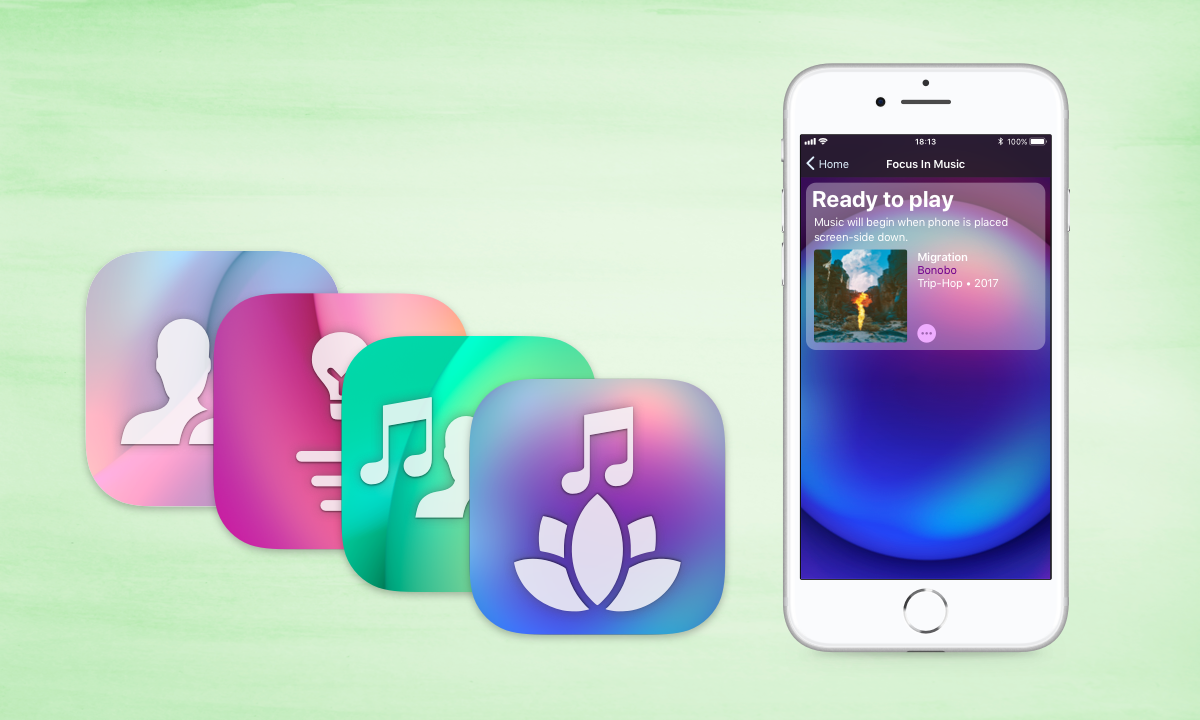 18:13
100%
Home
Focus In Music
Ready to play
Music will begin when phone is placed
screen-side down.
Migration
Bonobo
Trip-Hop • 2017